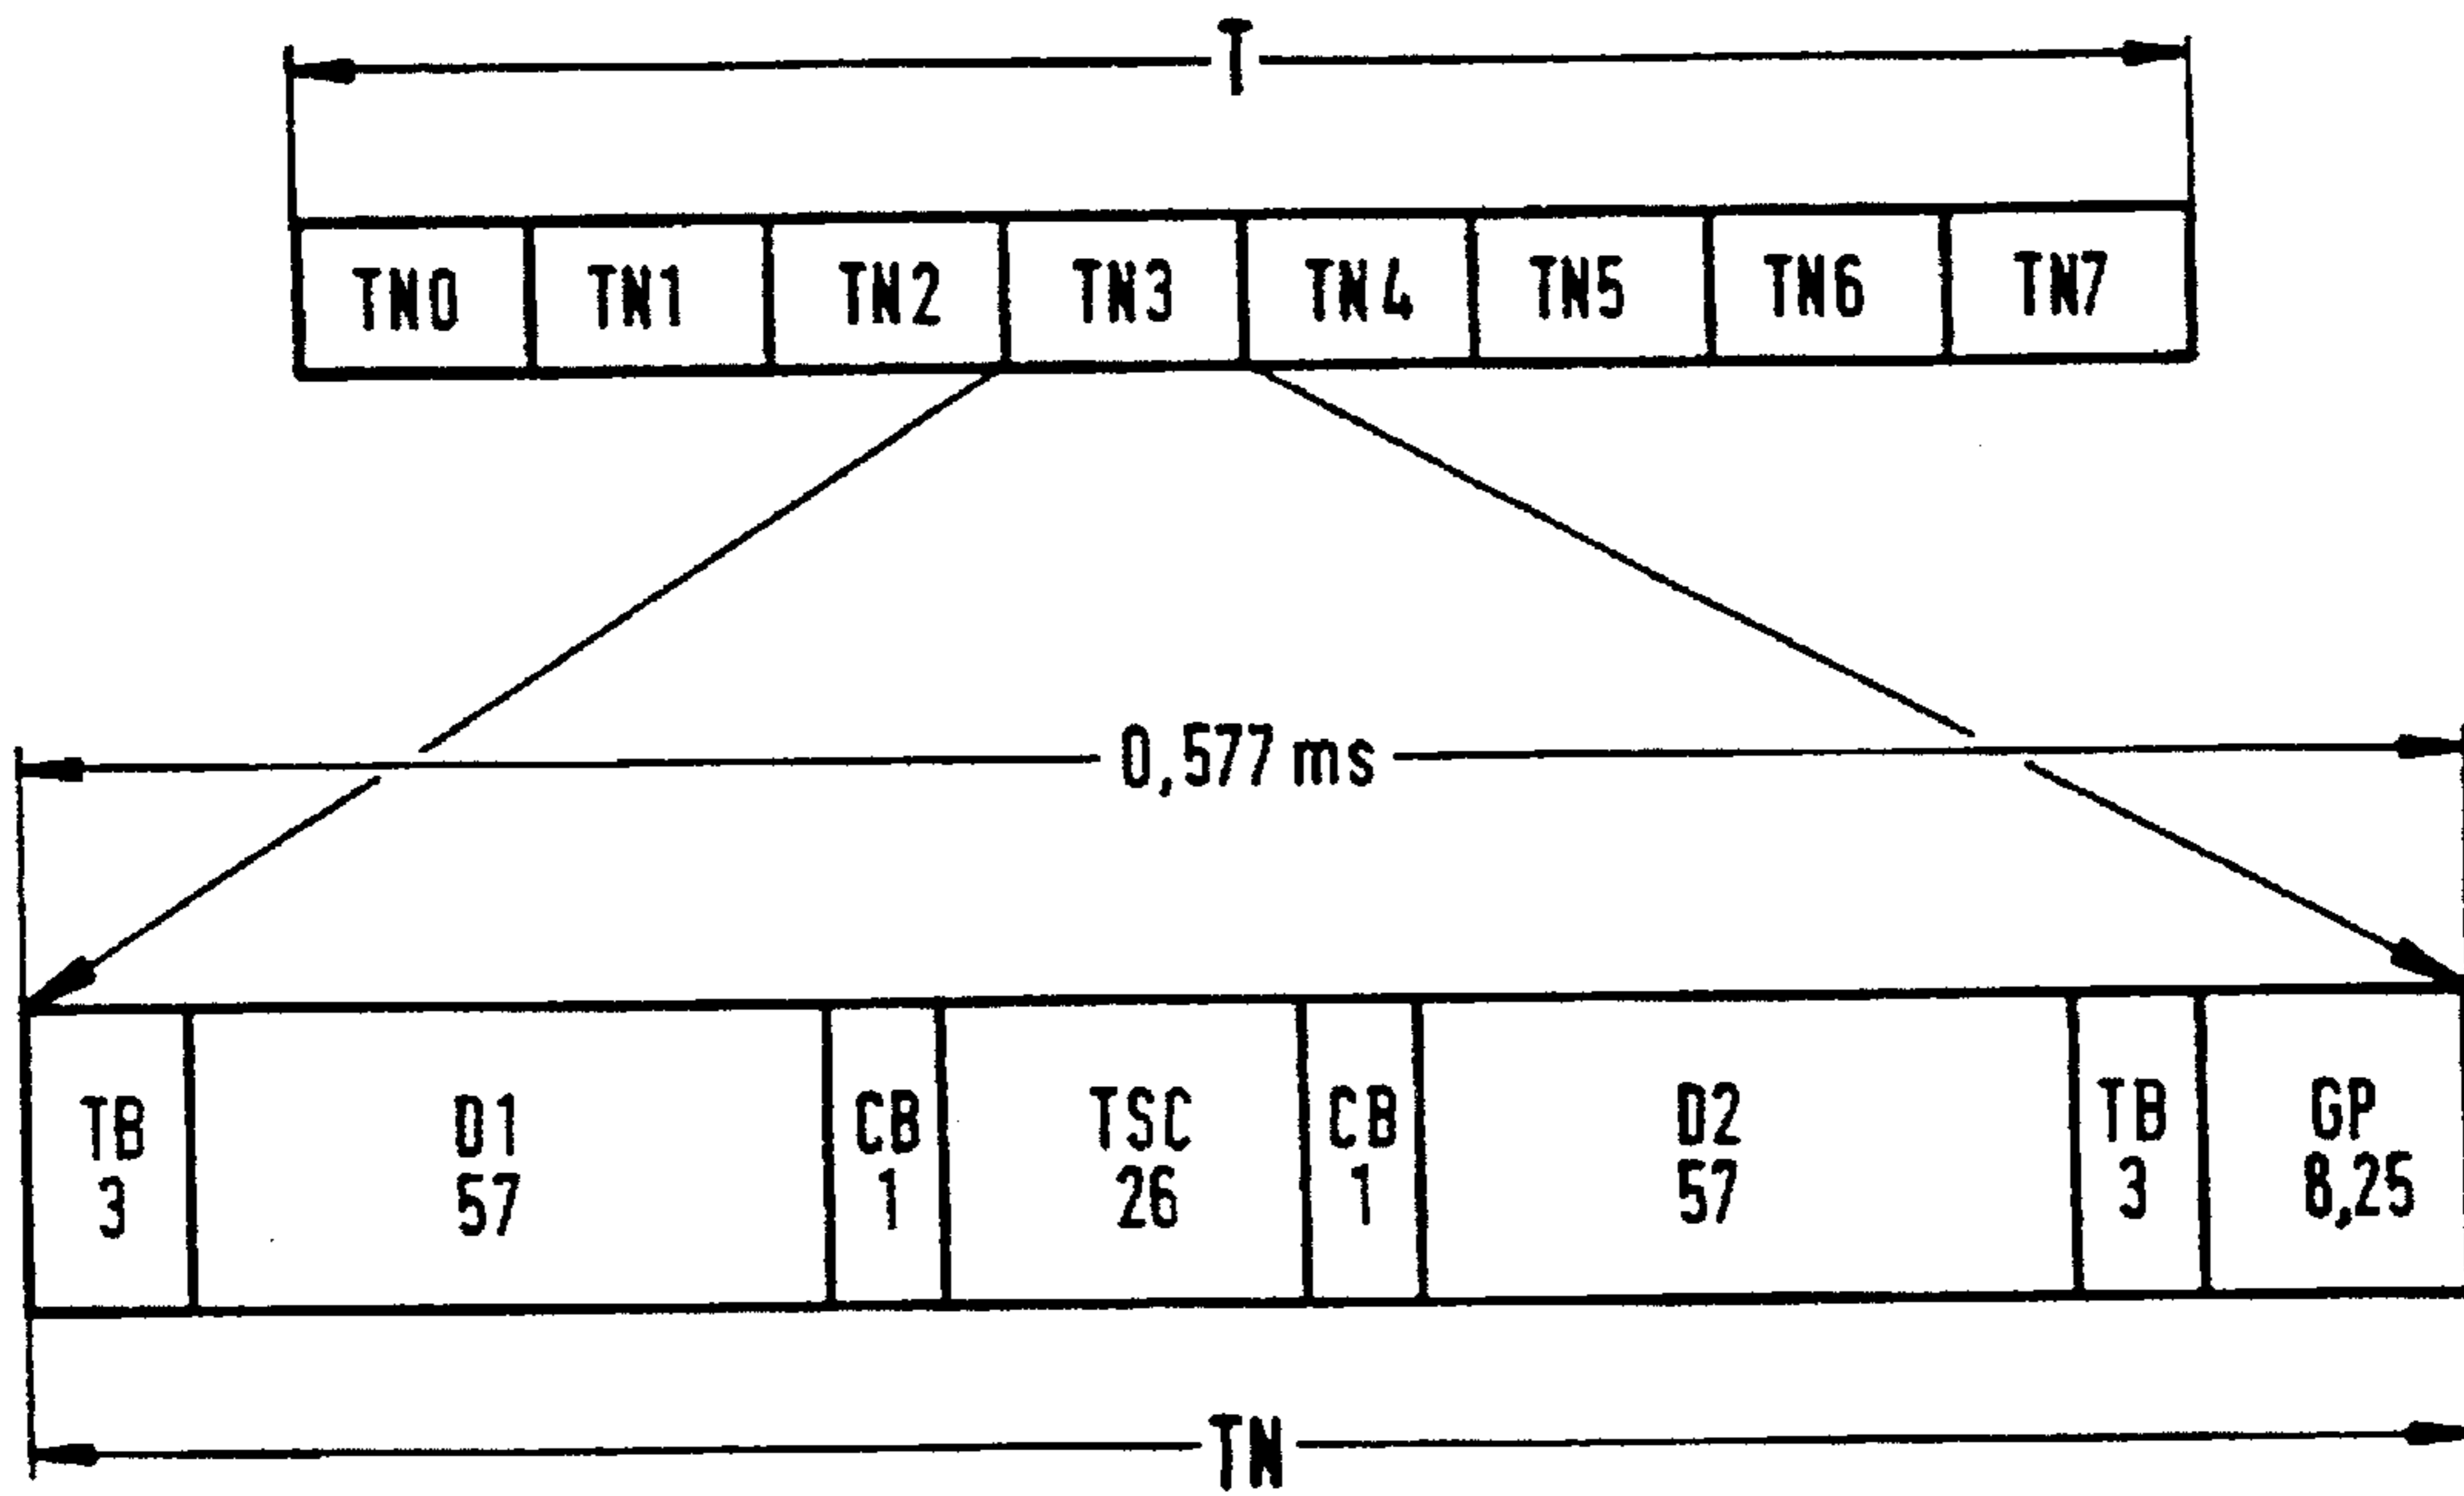 T
TN0 TN1 TN2 TN3 TN4 TN5 TN6 TN7
0,577 ms
TB D1 CB TSC CB D2 TB GP
3 57 1 26 1 57 3 8,25
TN